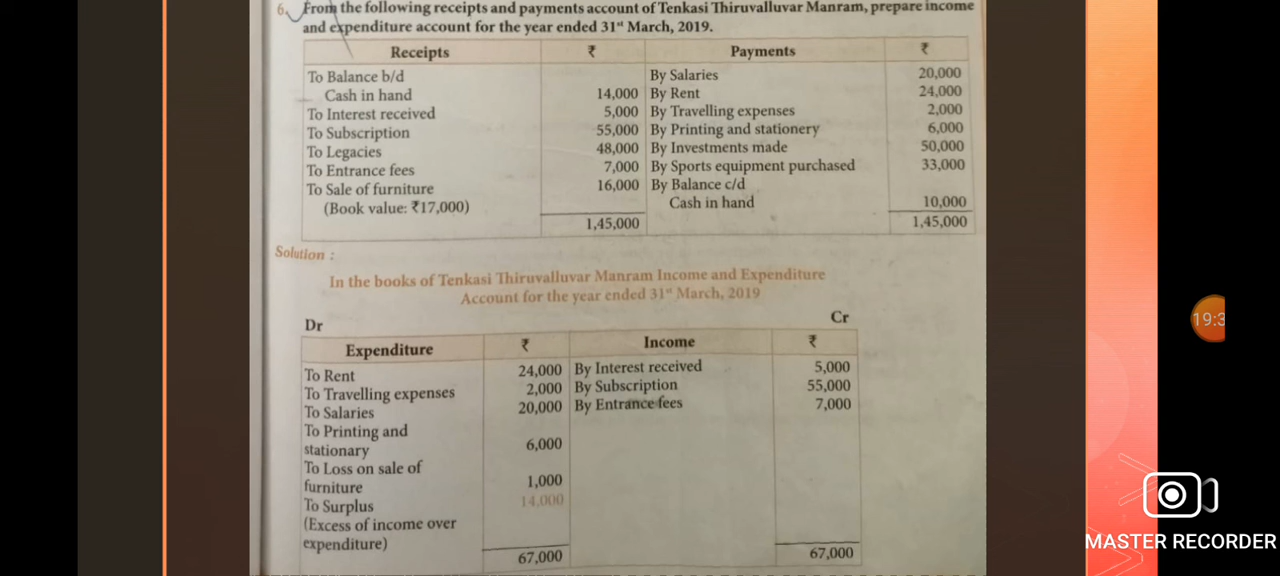 6. From the following receipts and payments account of Tenkasi Thiruvalluvar Manram, prepare income
and expenditure account for the year ended 31st March, 2019.
Receipts ₹ Payments ₹
To Balance b/d By Salaries 20,000
Cash in hand 14,000 By Rent 24,000
To Interest received 5,000 By Travelling expenses 2,000
To Subscription 55,000 By Printing and stationery 6,000
To Legacies 48,000 By Investments made 50,000
To Entrance fees 7,000 By Sports equipment purchased 33,000
To Sale of furniture 16,000 By Balance c/d
(Book value: ₹17,000) Cash in hand 10,000
1,45,000 1,45,000
Solution :
In the books of Tenkasi Thiruvalluvar Manram Income and Expenditure
Account for the year ended 31st March, 2019
Dr Cr
Expenditure ₹ Income ₹
To Rent 24,000 By Interest received 5,000
To Travelling expenses 2,000 By Subscription 55,000
To Salaries 20,000 By Entrance fees 7,000
To Printing and
stationary 6,000
To Loss on sale of
furniture 1,000
To Surplus 14,000
(Excess of income over
expenditure)
67,000 67,000
19:3
MASTER RECORDER